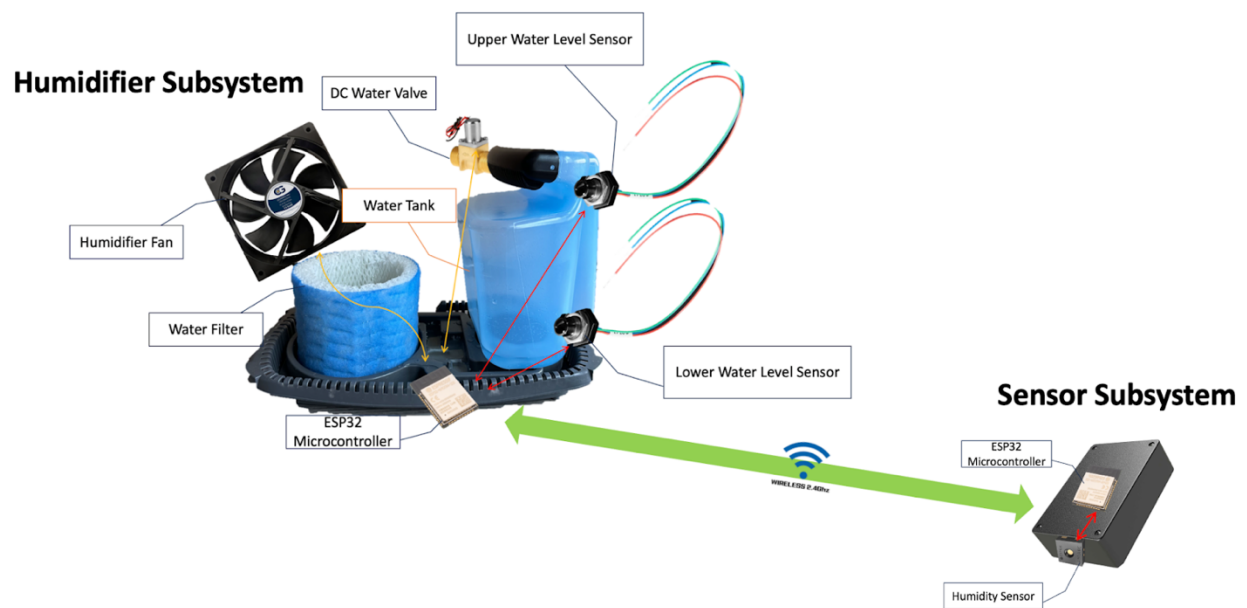 Humidifier Subsystem
Upper Water Level Sensor
DC Water Valve
Water Tank
Humidifier Fan
Water Filter
Lower Water Level Sensor
ESP32
Microcontroller
WIRELESS 2.4Ghz
Sensor Subsystem
ESP32
Microcontroller
Humidity Sensor